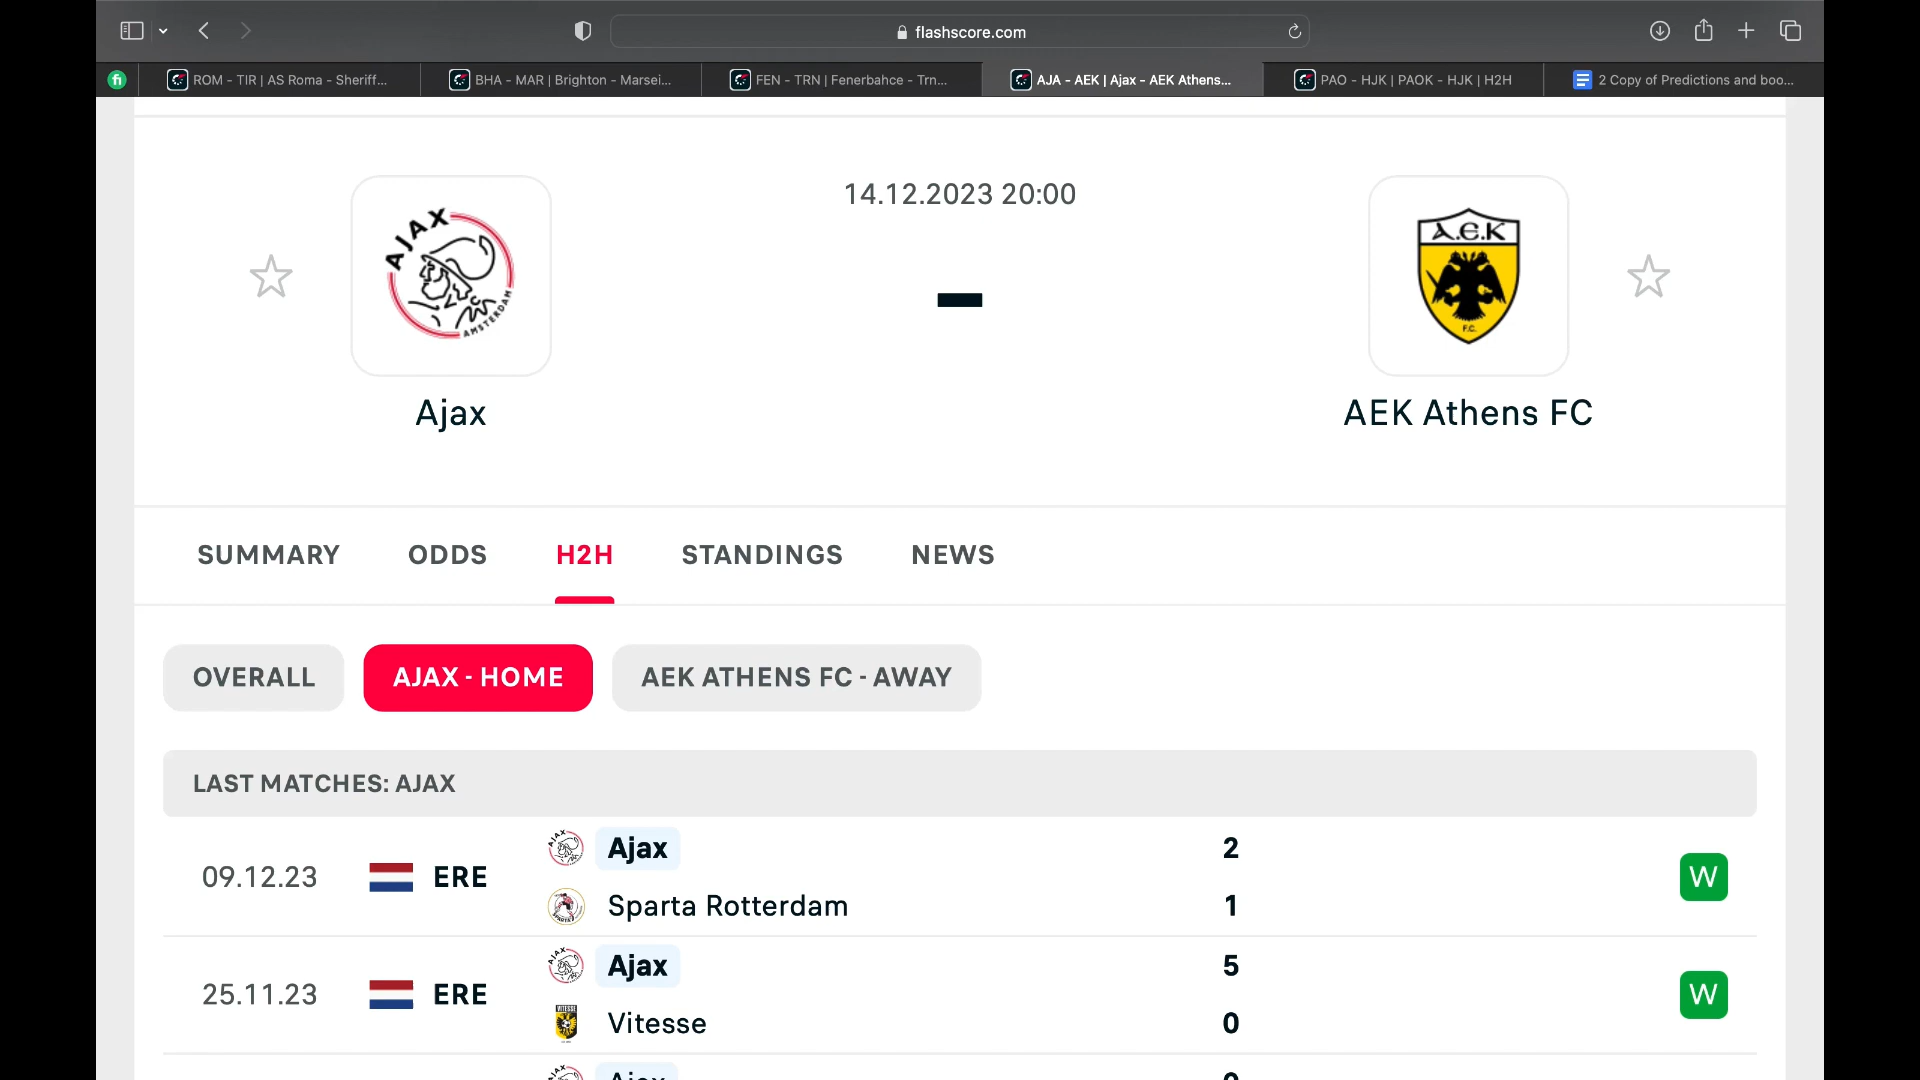 flashscore.com
ROM - TIR | AS Roma - Sheriff...
BHA - MAR | Brighton - Marsei...
FEN - TRN | Fenerbahce - Trn...
AJA - AEK | Ajax - AEK Athens...
PAO - HJK | PAOK - HJK | H2H
2 Copy of Predictions and boo...
14.12.2023 20:00
AJAX
AMSTERDAM
A.E.K
F.C.
-
Ajax
AEK Athens FC
SUMMARY
ODDS
H2H
STANDINGS
NEWS
OVERALL
AJAX - HOME
AEK ATHENS FC - AWAY
LAST MATCHES: AJAX
09.12.23
ERE
Ajax
2
Sparta Rotterdam
1
W
25.11.23
ERE
Ajax
5
Vitesse
0
W
Ajax